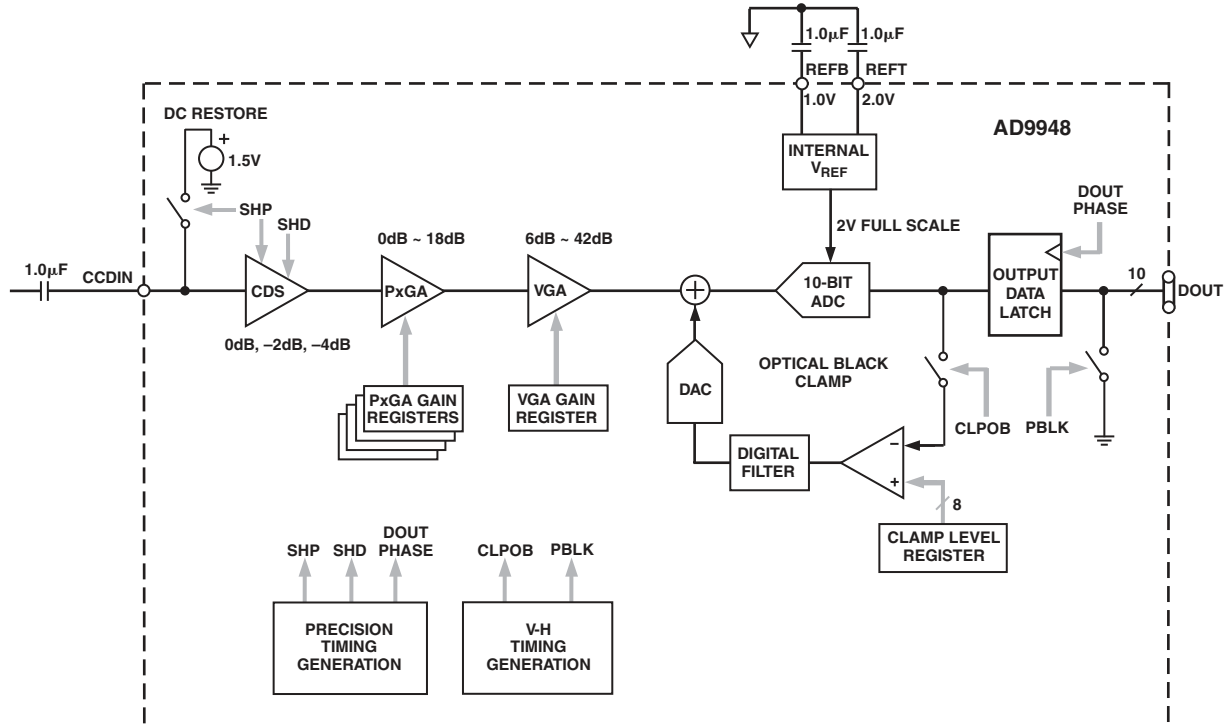 1.0µF 1.0µF
REFB REFT
1.0V 2.0V
DC RESTORE
+
1.5V
AD9948
INTERNAL
VREF
DOUT
PHASE
SHP
SHD
2V FULL SCALE
0dB ~ 18dB
6dB ~ 42dB
1.0µF
CCDIN
CDS
PxGA
VGA
+
10-BIT
ADC
OUTPUT
DATA
LATCH
10
DOUT
0dB, –2dB, –4dB
OPTICAL BLACK
CLAMP
DAC
PxGA GAIN
REGISTERS
VGA GAIN
REGISTER
CLPOB
PBLK
DIGITAL
FILTER
–
+
8
CLAMP LEVEL
REGISTER
SHP
SHD
DOUT
PHASE
CLPOB
PBLK
PRECISION
TIMING
GENERATION
V-H
TIMING
GENERATION